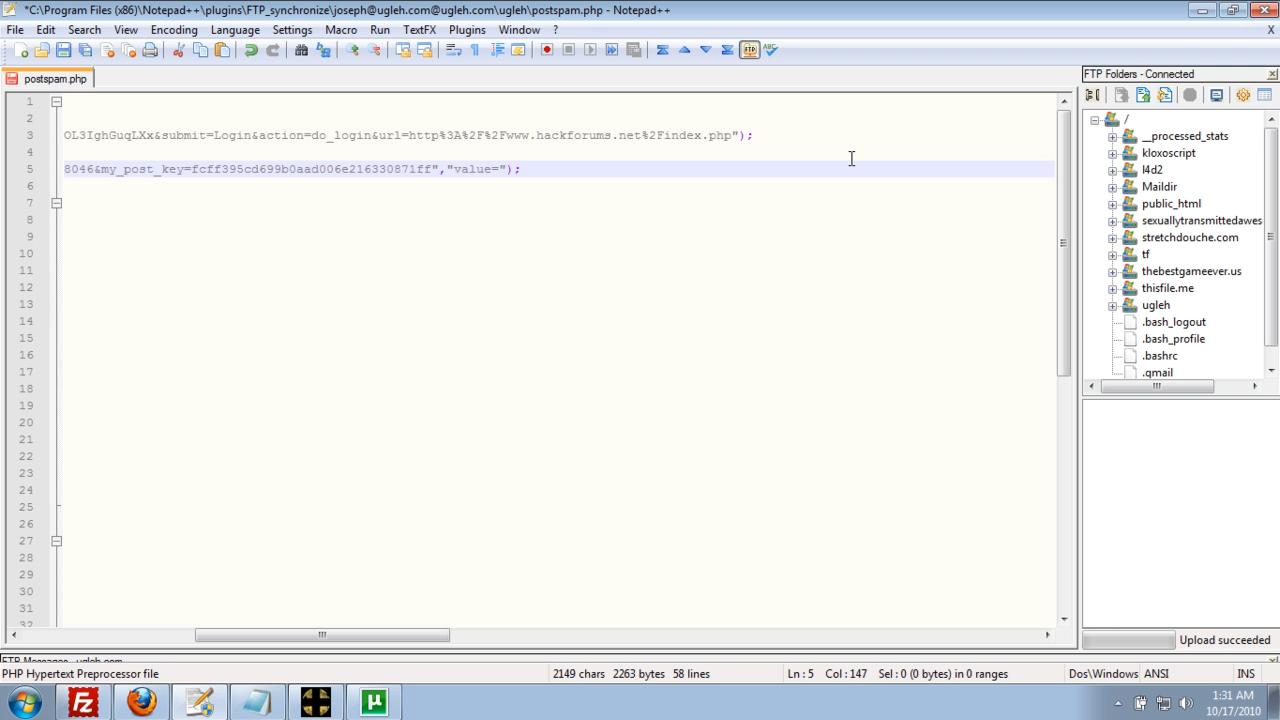 *C:\Program Files (x86)\Notepad++\plugins\FTP_synchronize\joseph@ugleh.com@ugleh.com\ugleh\postspam.php - Notepad++
File Edit Search View Encoding Language Settings Macro Run TextFX Plugins Window ? X
postspam.php
FTP Folders - Connected
1
2
3 OL3IghGuqLXx&submit=Login&action=do_login&url=http%3A%2F%2Fwww.hackforums.net%2Findex.php");
4
5 8046&my_post_key=fcff395cd699b0aad006e216330871ff","value=");
6
7
8
9
10
11
12
13
14
15
16
17
18
19
20
21
22
23
24
25
26
27
28
29
30
31
32
/
__processed_stats
kloxoscript
l4d2
Maildir
public_html
sexuallytransmittedawes
stretchdouche.com
tf
thebestgameever.us
thisfile.me
ugleh
.bash_logout
.bash_profile
.bashrc
.qmail
Upload succeeded
FTP Messages - ugleh.com
PHP Hypertext Preprocessor file 2149 chars 2263 bytes 58 lines Ln : 5 Col : 147 Sel : 0 (0 bytes) in 0 ranges Dos\Windows ANSI INS
1:31 AM
10/17/2010